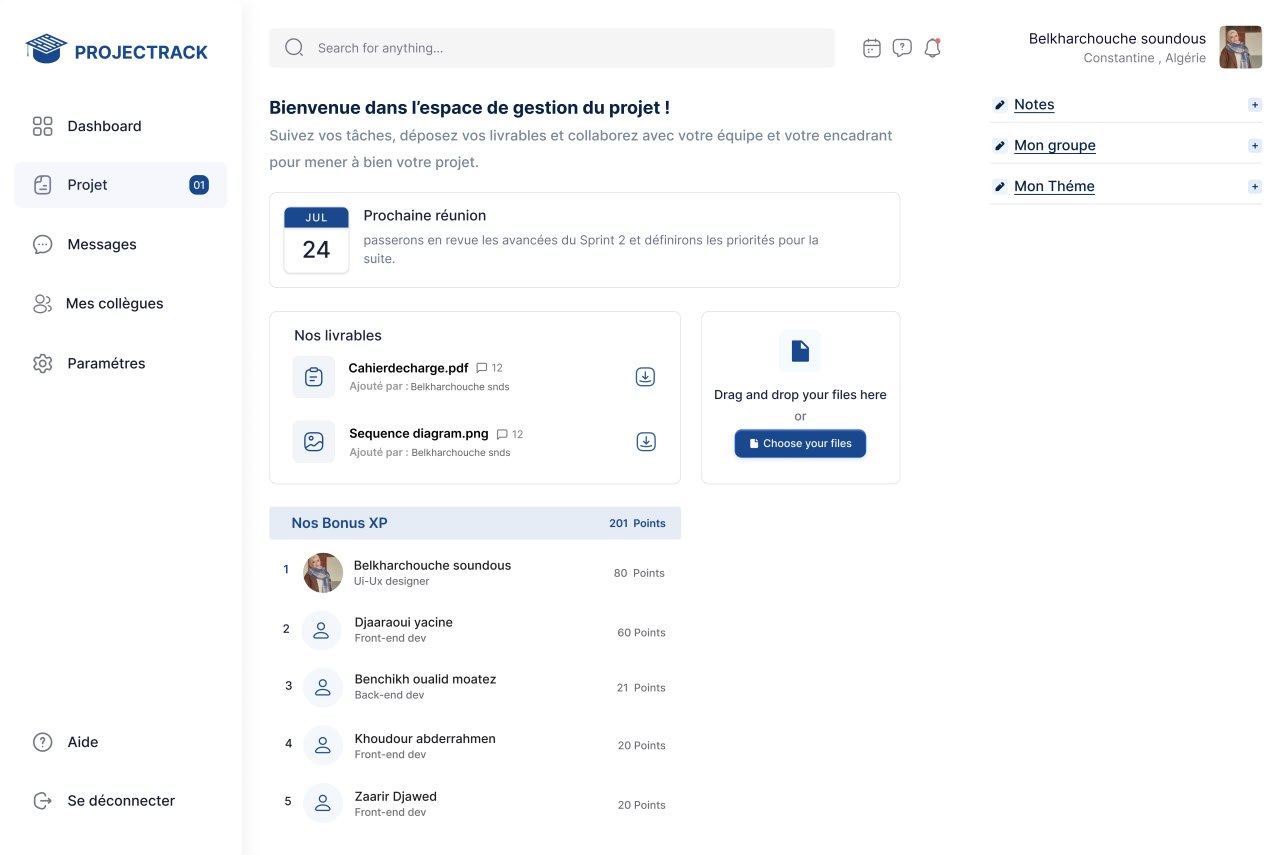 PROJECTRACK
Dashboard
Projet 01
Messages
Mes collègues
Paramétres
Aide
Se déconnecter
Search for anything...
Belkharchouche soundous
Constantine , Algérie
Bienvenue dans l’espace de gestion du projet !
Suivez vos tâches, déposez vos livrables et collaborez avec votre équipe et votre encadrant
pour mener à bien votre projet.
JUL
24
Prochaine réunion
passerons en revue les avancées du Sprint 2 et définirons les priorités pour la
suite.
Nos livrables
Cahierdecharge.pdf 12
Ajouté par : Belkharchouche snds
Sequence diagram.png 12
Ajouté par : Belkharchouche snds
Drag and drop your files here
or
Choose your files
Nos Bonus XP 201 Points
1 Belkharchouche soundous 80 Points
Ui-Ux designer
2 Djaaraoui yacine 60 Points
Front-end dev
3 Benchikh oualid moatez 21 Points
Back-end dev
4 Khoudour abderrahmen 20 Points
Front-end dev
5 Zaarir Djawed 20 Points
Front-end dev
Notes +
Mon groupe +
Mon Théme +